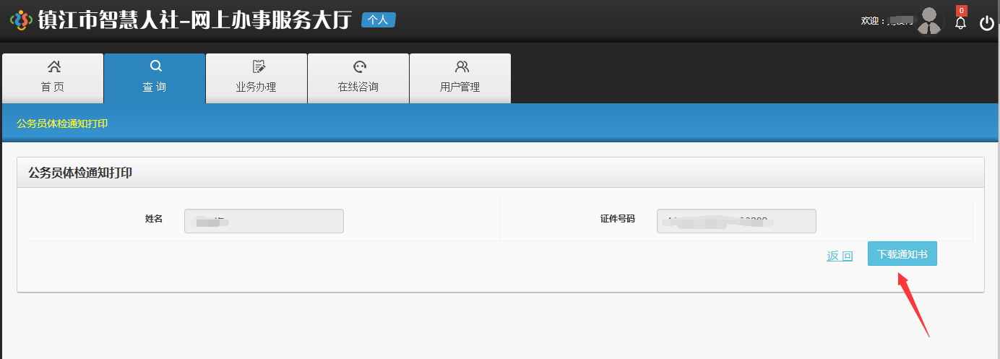 镇江市智慧人社-网上办事服务大厅 个人
欢迎：
0
首 页
查 询
业务办理
在线咨询
用户管理
公务员体检通知打印
公务员体检通知打印
姓名
证件号码
返 回
下载通知书